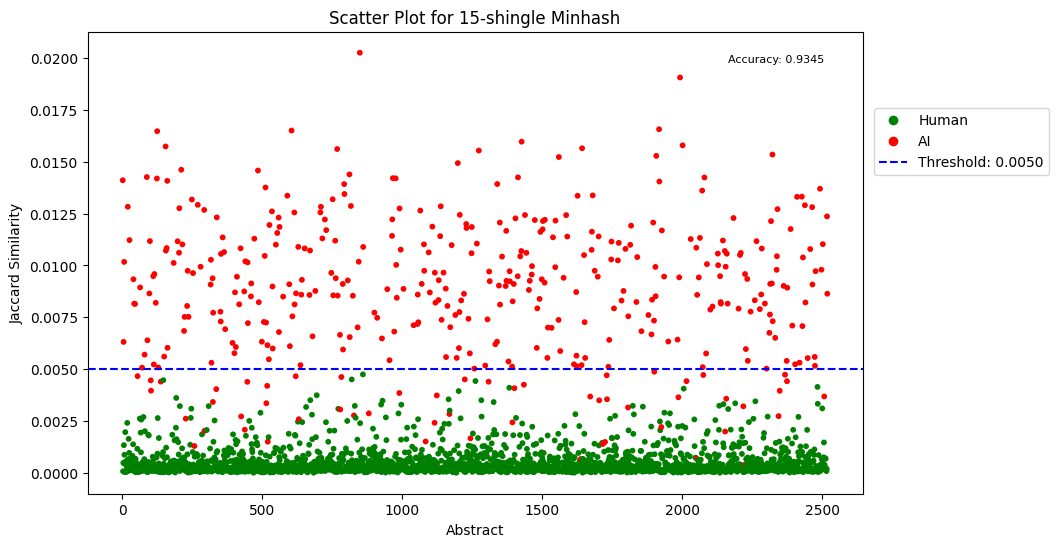 Scatter Plot for 15-shingle Minhash
Accuracy: 0.9345
Human
AI
Threshold: 0.0050
Jaccard Similarity
0.0200
0.0175
0.0150
0.0125
0.0100
0.0075
0.0050
0.0025
0.0000
0
500
1000
1500
2000
2500
Abstract